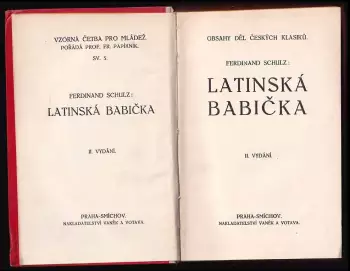 VZORNÁ ČETBA PRO MLÁDEŽ.
POŘÁDÁ PROF. FR. PAPÍRNÍK.
SV. 5.
FERDINAND SCHULZ:
LATINSKÁ BABIČKA
II. VYDÁNÍ.
PRAHA-SMÍCHOV.
NAKLADATELSTVÍ VANĚK A VOTAVA.
OBSAHY DĚL ČESKÝCH KLASIKŮ.
FERDINAND SCHULZ:
LATINSKÁ
BABIČKA
II. VYDÁNÍ.
PRAHA-SMÍCHOV.
NAKLADATELSTVÍ VANĚK A VOTAVA.